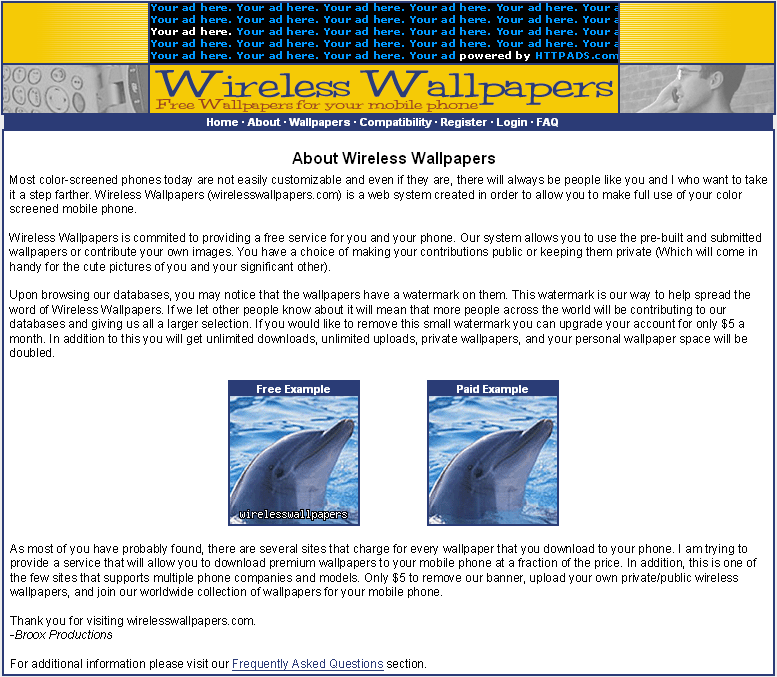 Your ad here. Your ad here. Your ad here. Your ad here. Your ad here. Your a
Your ad here. Your ad here. Your ad here. Your ad here. Your ad here. Your a
Your ad here. Your ad here. Your ad here. Your ad here. Your ad here. Your a
Your ad here. Your ad here. Your ad here. Your ad here. Your ad here. Your a
Your ad here. Your ad here. Your ad here. Your ad powered by HTTPADS.com
Wireless Wallpapers
Free Wallpapers for your mobile phone
Home · About · Wallpapers · Compatibility · Register · Login · FAQ
About Wireless Wallpapers
Most color-screened phones today are not easily customizable and even if they are, there will always be people like you and I who want to take
it a step farther. Wireless Wallpapers (wirelesswallpapers.com) is a web system created in order to allow you to make full use of your color
screened mobile phone.
Wireless Wallpapers is commited to providing a free service for you and your phone. Our system allows you to use the pre-built and submitted
wallpapers or contribute your own images. You have a choice of making your contributions public or keeping them private (Which will come in
handy for the cute pictures of you and your significant other).
Upon browsing our databases, you may notice that the wallpapers have a watermark on them. This watermark is our way to help spread the
word of Wireless Wallpapers. If we let other people know about it will mean that more people across the world will be contributing to our
databases and giving us all a larger selection. If you would like to remove this small watermark you can upgrade your account for only $5 a
month. In addition to this you will get unlimited downloads, unlimited uploads, private wallpapers, and your personal wallpaper space will be
doubled.
Free Example Paid Example
wirelesswallpapers
As most of you have probably found, there are several sites that charge for every wallpaper that you download to your phone. I am trying to
provide a service that will allow you to download premium wallpapers to your mobile phone at a fraction of the price. In addition, this is one of
the few sites that supports multiple phone companies and models. Only $5 to remove our banner, upload your own private/public wireless
wallpapers, and join our worldwide collection of wallpapers for your mobile phone.
Thank you for visiting wirelesswallpapers.com.
-Broox Productions
For additional information please visit our Frequently Asked Questions section.